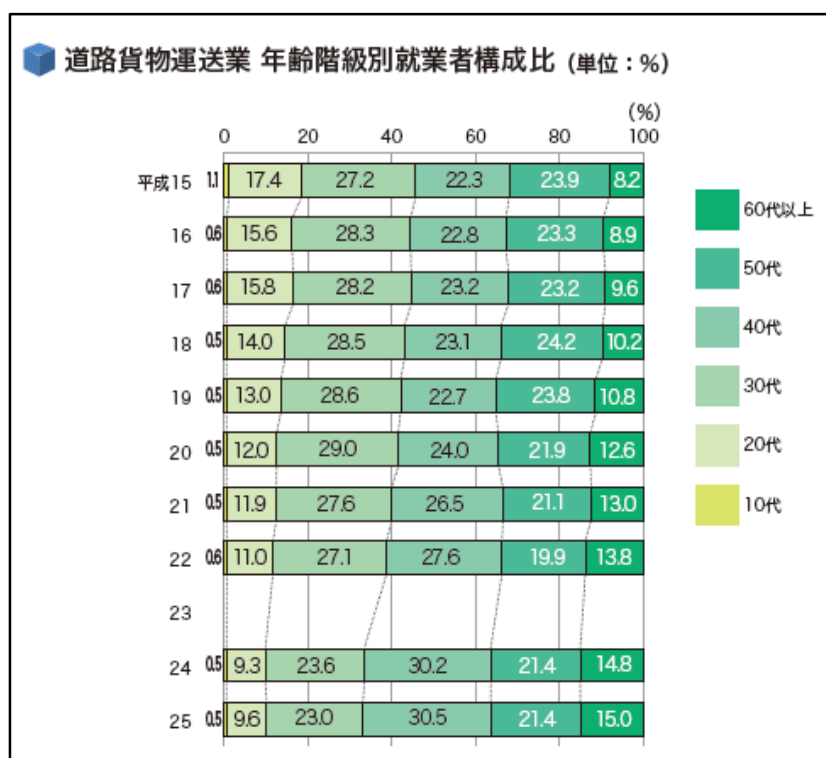 道路貨物運送業 年齢階級別就業者構成比 (単位：%)
(%)
0 20 40 60 80 100
平成15 1.1 17.4 27.2 22.3 23.9 8.2
16 0.6 15.6 28.3 22.8 23.3 8.9
17 0.6 15.8 28.2 23.2 23.2 9.6
18 0.5 14.0 28.5 23.1 24.2 10.2
19 0.5 13.0 28.6 22.7 23.8 10.8
20 0.5 12.0 29.0 24.0 21.9 12.6
21 0.5 11.9 27.6 26.5 21.1 13.0
22 0.6 11.0 27.1 27.6 19.9 13.8
23
24 0.5 9.3 23.6 30.2 21.4 14.8
25 0.5 9.6 23.0 30.5 21.4 15.0
60代以上
50代
40代
30代
20代
10代